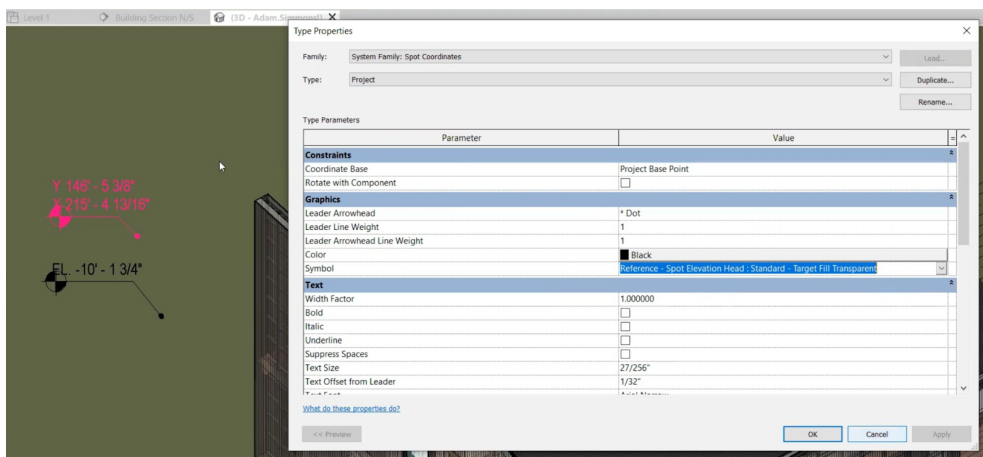 Level 1
Building Section N/S
(3D - Adam.Simmons)
Type Properties
Family:
System Family: Spot Coordinates
Load...
Type:
Project
Duplicate...
Rename...
Type Parameters
Parameter
Value
=
Constraints
Coordinate Base
Project Base Point
Rotate with Component
Graphics
Leader Arrowhead
* Dot
Leader Line Weight
1
Leader Arrowhead Line Weight
1
Color
Black
Symbol
Reference - Spot Elevation Head : Standard - Target Fill Transparent
Text
Width Factor
1.000000
Bold
Italic
Underline
Suppress Spaces
Text Size
27/256"
Text Offset from Leader
1/32"
Text Font
Arial Narrow
What do these properties do?
<< Preview
OK
Cancel
Apply
Y 146' - 5 3/8"
X 215' - 4 13/16"
EL. -10' - 1 3/4"